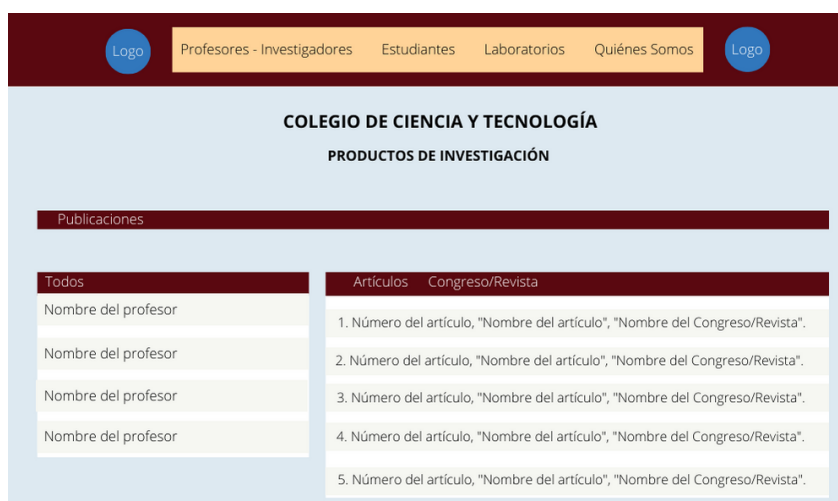 Logo
Profesores - Investigadores Estudiantes Laboratorios Quiénes Somos
Logo
COLEGIO DE CIENCIA Y TECNOLOGÍA
PRODUCTOS DE INVESTIGACIÓN
Publicaciones
Todos
Nombre del profesor
Nombre del profesor
Nombre del profesor
Nombre del profesor
Artículos Congreso/Revista
1. Número del artículo, "Nombre del artículo", "Nombre del Congreso/Revista".
2. Número del artículo, "Nombre del artículo", "Nombre del Congreso/Revista".
3. Número del artículo, "Nombre del artículo", "Nombre del Congreso/Revista".
4. Número del artículo, "Nombre del artículo", "Nombre del Congreso/Revista".
5. Número del artículo, "Nombre del artículo", "Nombre del Congreso/Revista".